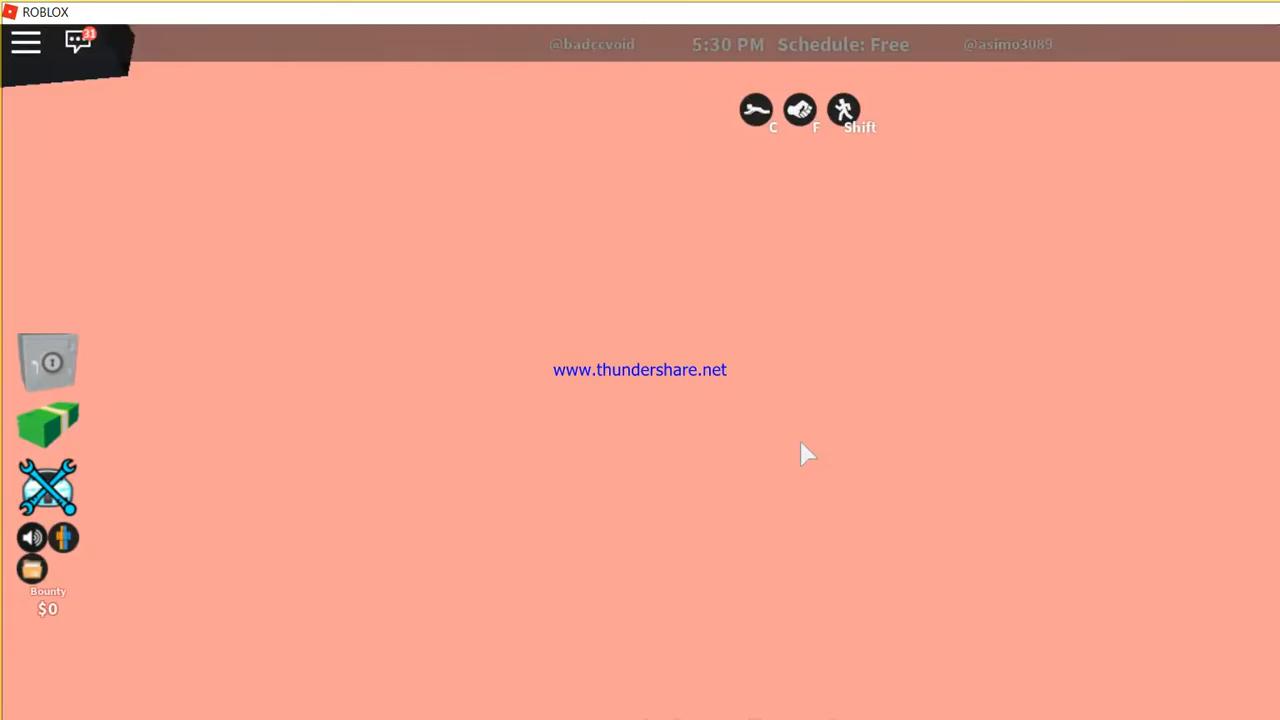 ROBLOX
31
@badccvoid
5:30 PM Schedule: Free
@asimo3089
C
F
Shift
www.thundershare.net
Bounty
$0